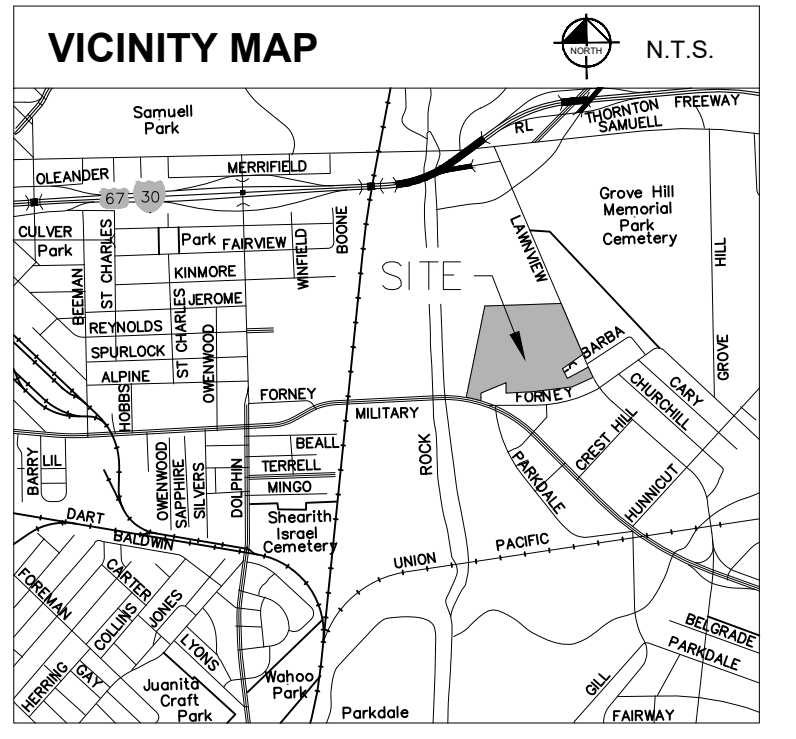 VICINITY MAP
NORTH
N.T.S.
Samuell
Park
RL
THORNTON FREEWAY
SAMUELL
OLEANDER
MERRIFIELD
67
30
CULVER
Park
Park
FAIRVIEW
BOONE
WINFIELD
ST CHARLES
BEEMAN
KINMORE
ST CHARLES
JEROME
REYNOLDS
OWENWOOD
SPURLOCK
ALPINE
HOBBS
LAWNVIEW
Grove Hill
Memorial
Park
Cemetery
HILL
GROVE
SITE
BARBA
FORNEY
CARY
CHURCHILL
FORNEY
MILITARY
CREST HILL
HUNNICUT
PARKDALE
ROCK
BARRY
LIL
OWENWOOD
SAPPHIRE
SILVERS
DOLPHIN
BEALL
TERRELL
MINGO
Shearith
Israel
Cemetery
DART
BALDWIN
UNION
PACIFIC
FOREMAN
CARTER
COLLINS
JONES
LYONS
HERRING
GAY
Juanita
Craft
Park
Wahoo
Park
Parkdale
BELGRADE
PARKDALE
GILL
FAIRWAY